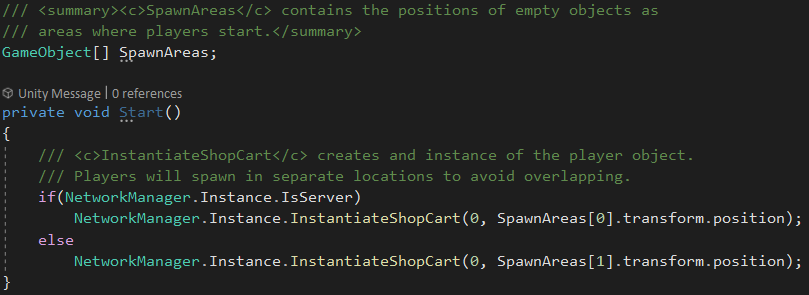 /// <summary><c>SpawnAreas</c> contains the positions of empty objects as
/// areas where players start.</summary>
GameObject[] SpawnAreas;
Unity Message | 0 references
private void Start()
{
/// <c>InstantiateShopCart</c> creates and instance of the player object.
/// Players will spawn in separate locations to avoid overlapping.
if(NetworkManager.Instance.IsServer)
NetworkManager.Instance.InstantiateShopCart(0, SpawnAreas[0].transform.position);
else
NetworkManager.Instance.InstantiateShopCart(0, SpawnAreas[1].transform.position);
}